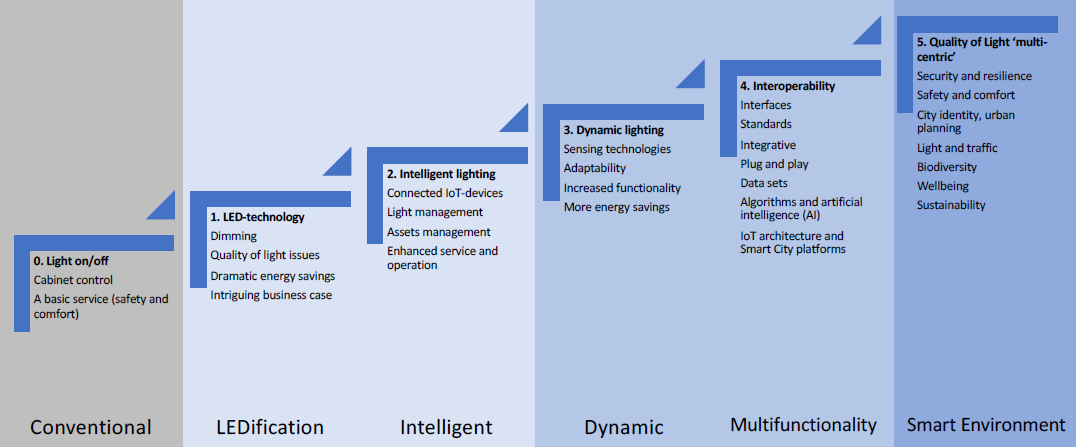 0. Light on/off
Cabinet control
A basic service (safety and
comfort)
Conventional
1. LED-technology
Dimming
Quality of light issues
Dramatic energy savings
Intriguing business case
LEDification
2. Intelligent lighting
Connected IoT-devices
Light management
Assets management
Enhanced service and
operation
Intelligent
3. Dynamic lighting
Sensing technologies
Adaptability
Increased functionality
More energy savings
Dynamic
4. Interoperability
Interfaces
Standards
Integrative
Plug and play
Data sets
Algorithms and artificial
intelligence (AI)
IoT architecture and
Smart City platforms
Multifunctionality
5. Quality of Light ‘multi-
centric’
Security and resilience
Safety and comfort
City identity, urban
planning
Light and traffic
Biodiversity
Wellbeing
Sustainability
Smart Environment